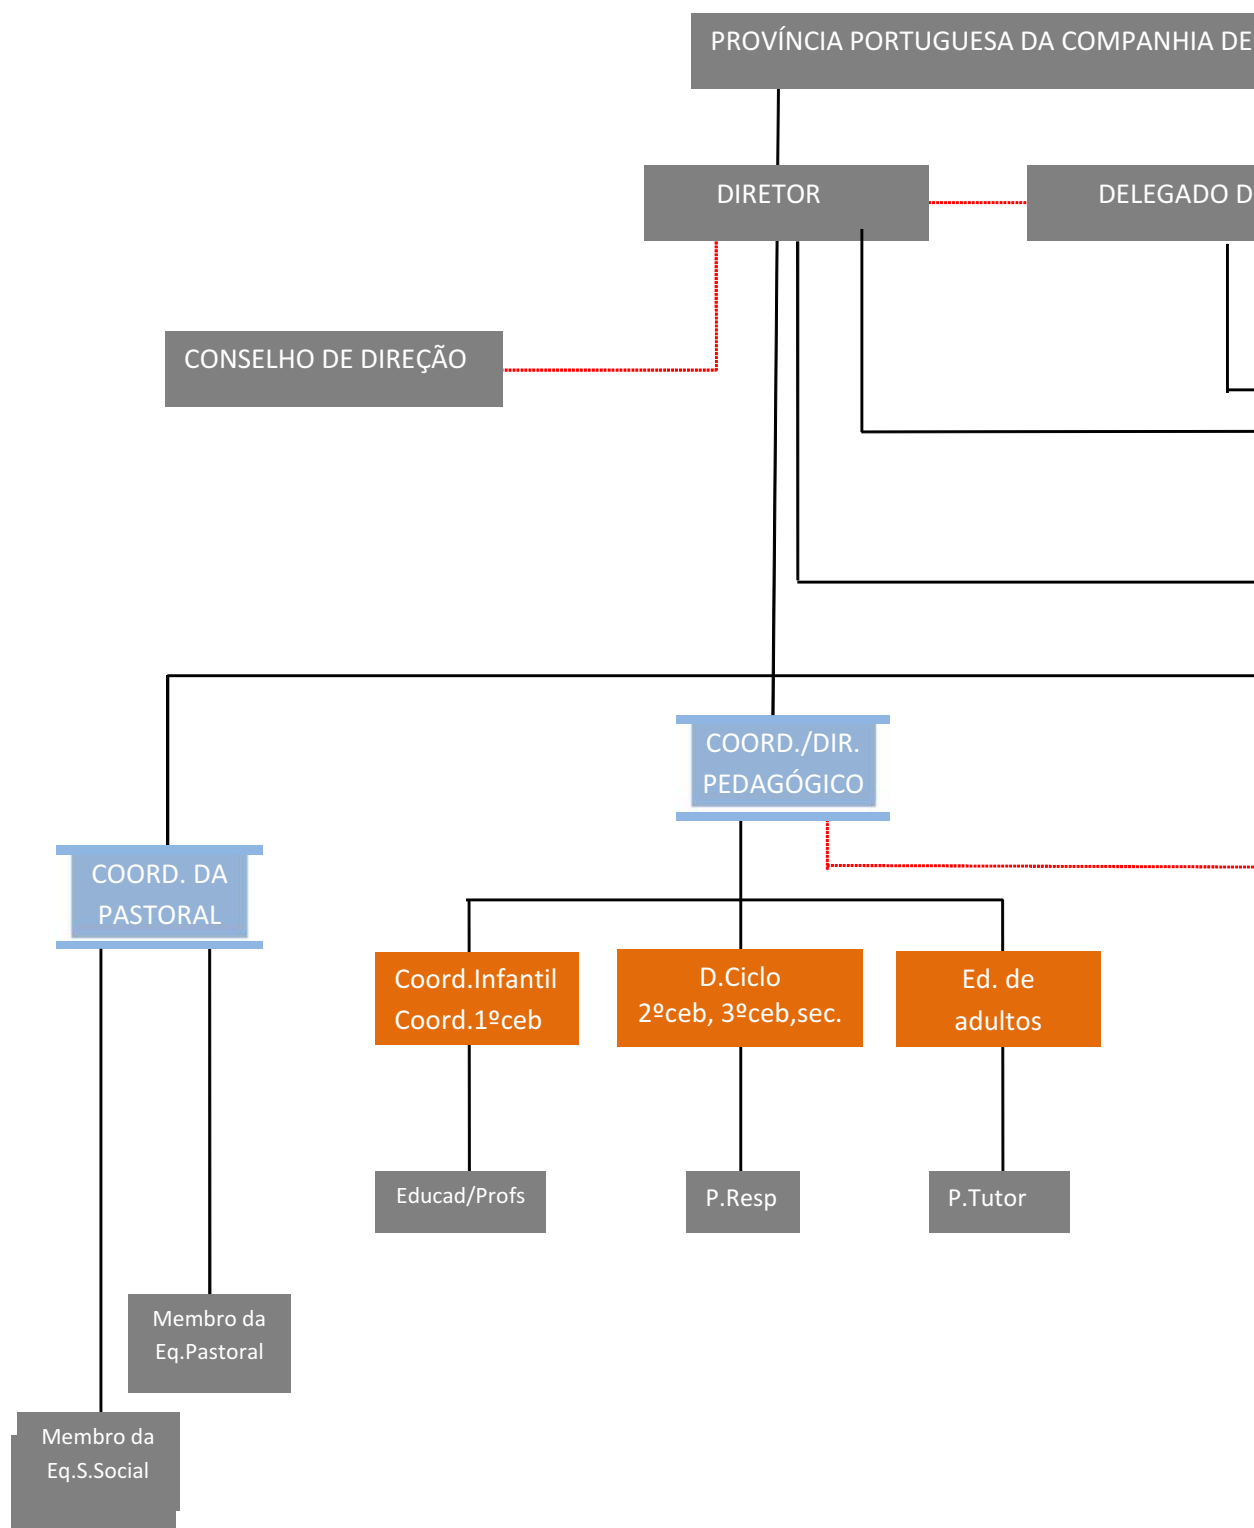 PROVÍNCIA PORTUGUESA DA COMPANHIA DE
DIRETOR
DELEGADO D
CONSELHO DE DIREÇÃO
COORD./DIR.
PEDAGÓGICO
COORD. DA
PASTORAL
Coord.Infantil
Coord.1ºceb
D.Ciclo
2ºceb, 3ºceb,sec.
Ed. de
adultos
Educad/Profs
P.Resp
P.Tutor
Membro da
Eq.Pastoral
Membro da
Eq.S.Social